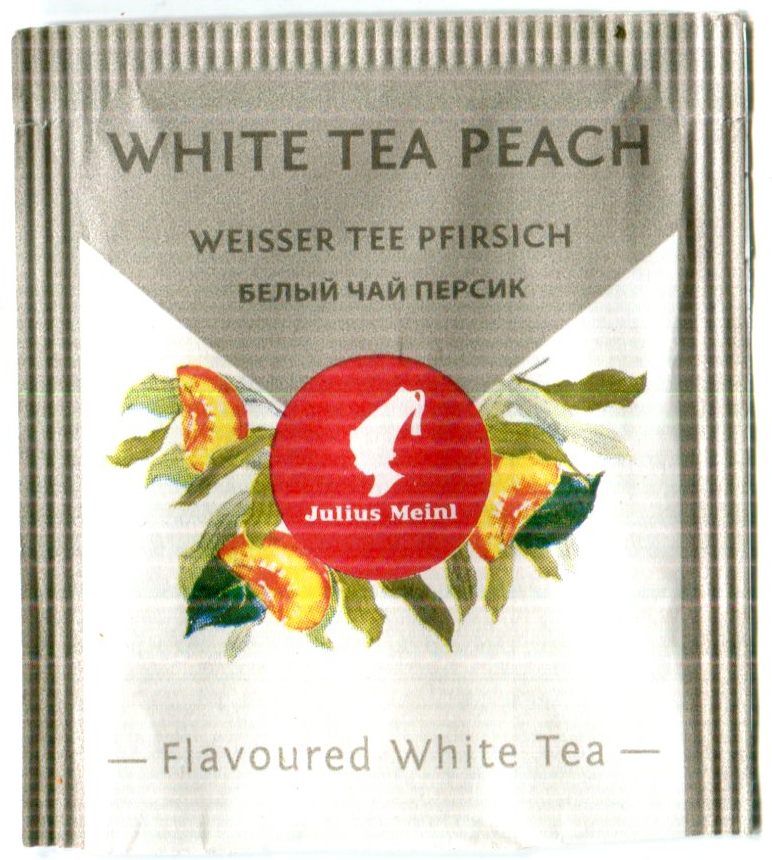 WHITE TEA PEACH
WEISSER TEE PFIRSICH
БЕЛЫЙ ЧАЙ ПЕРСИК
Julius Meinl
— Flavoured White Tea —